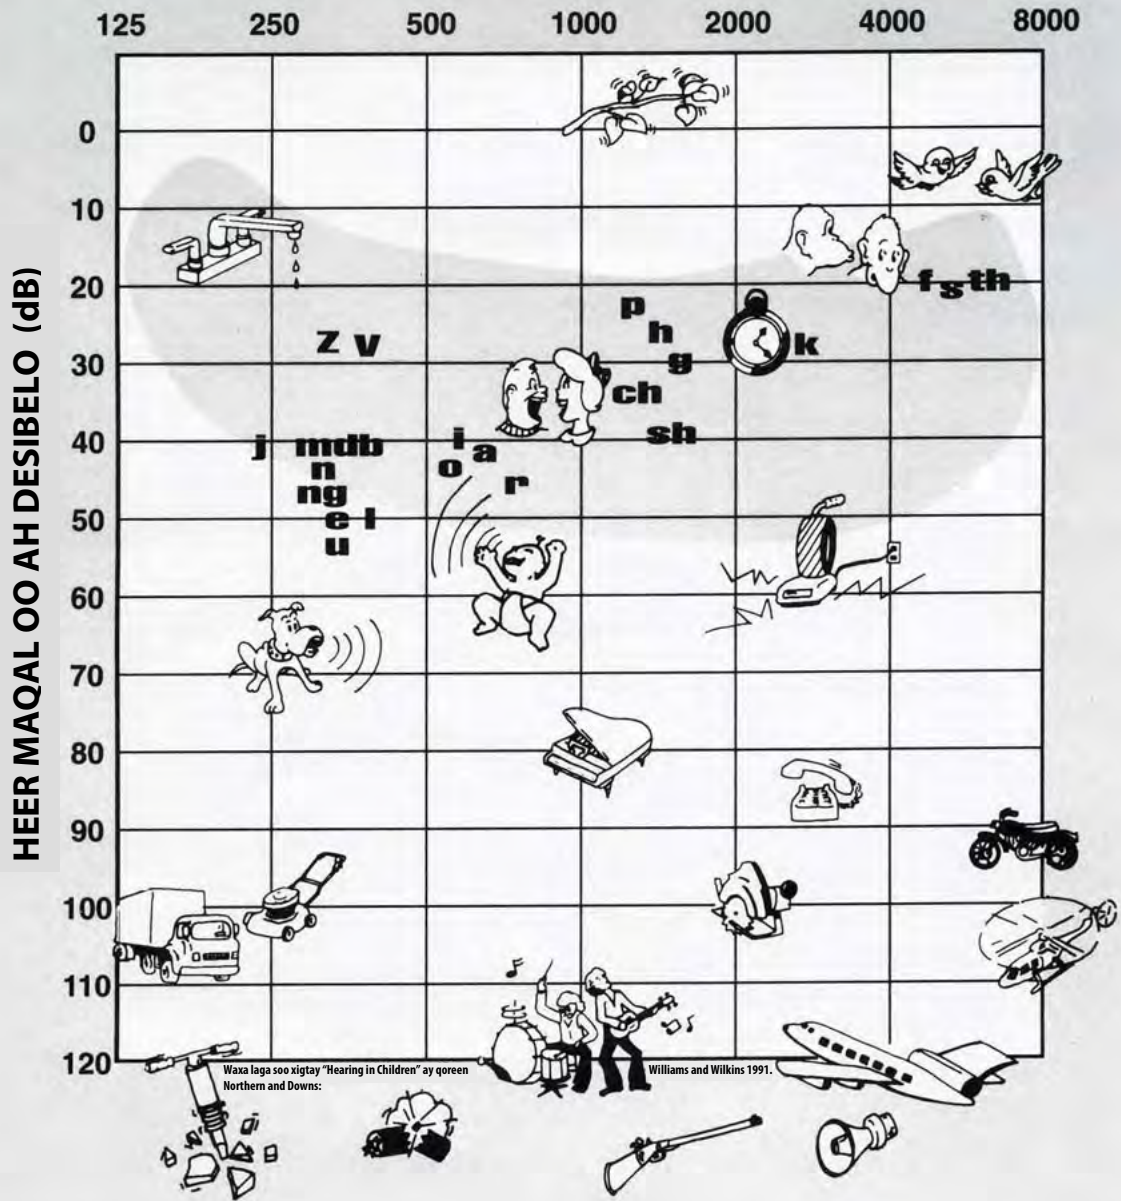 125 250 500 1000 2000 4000 8000
HEER MAQAL OO AH DESIBELO (dB)
0
10
20
30
40
50
60
70
80
90
100
110
120
f s th
p
z v h k
g
ch
j mdb i a sh
n o
ng r
e l
u
Waxa laga soo xigtay “Hearing in Children” ay qoreen Williams and Wilkins 1991.
Northern and Downs: